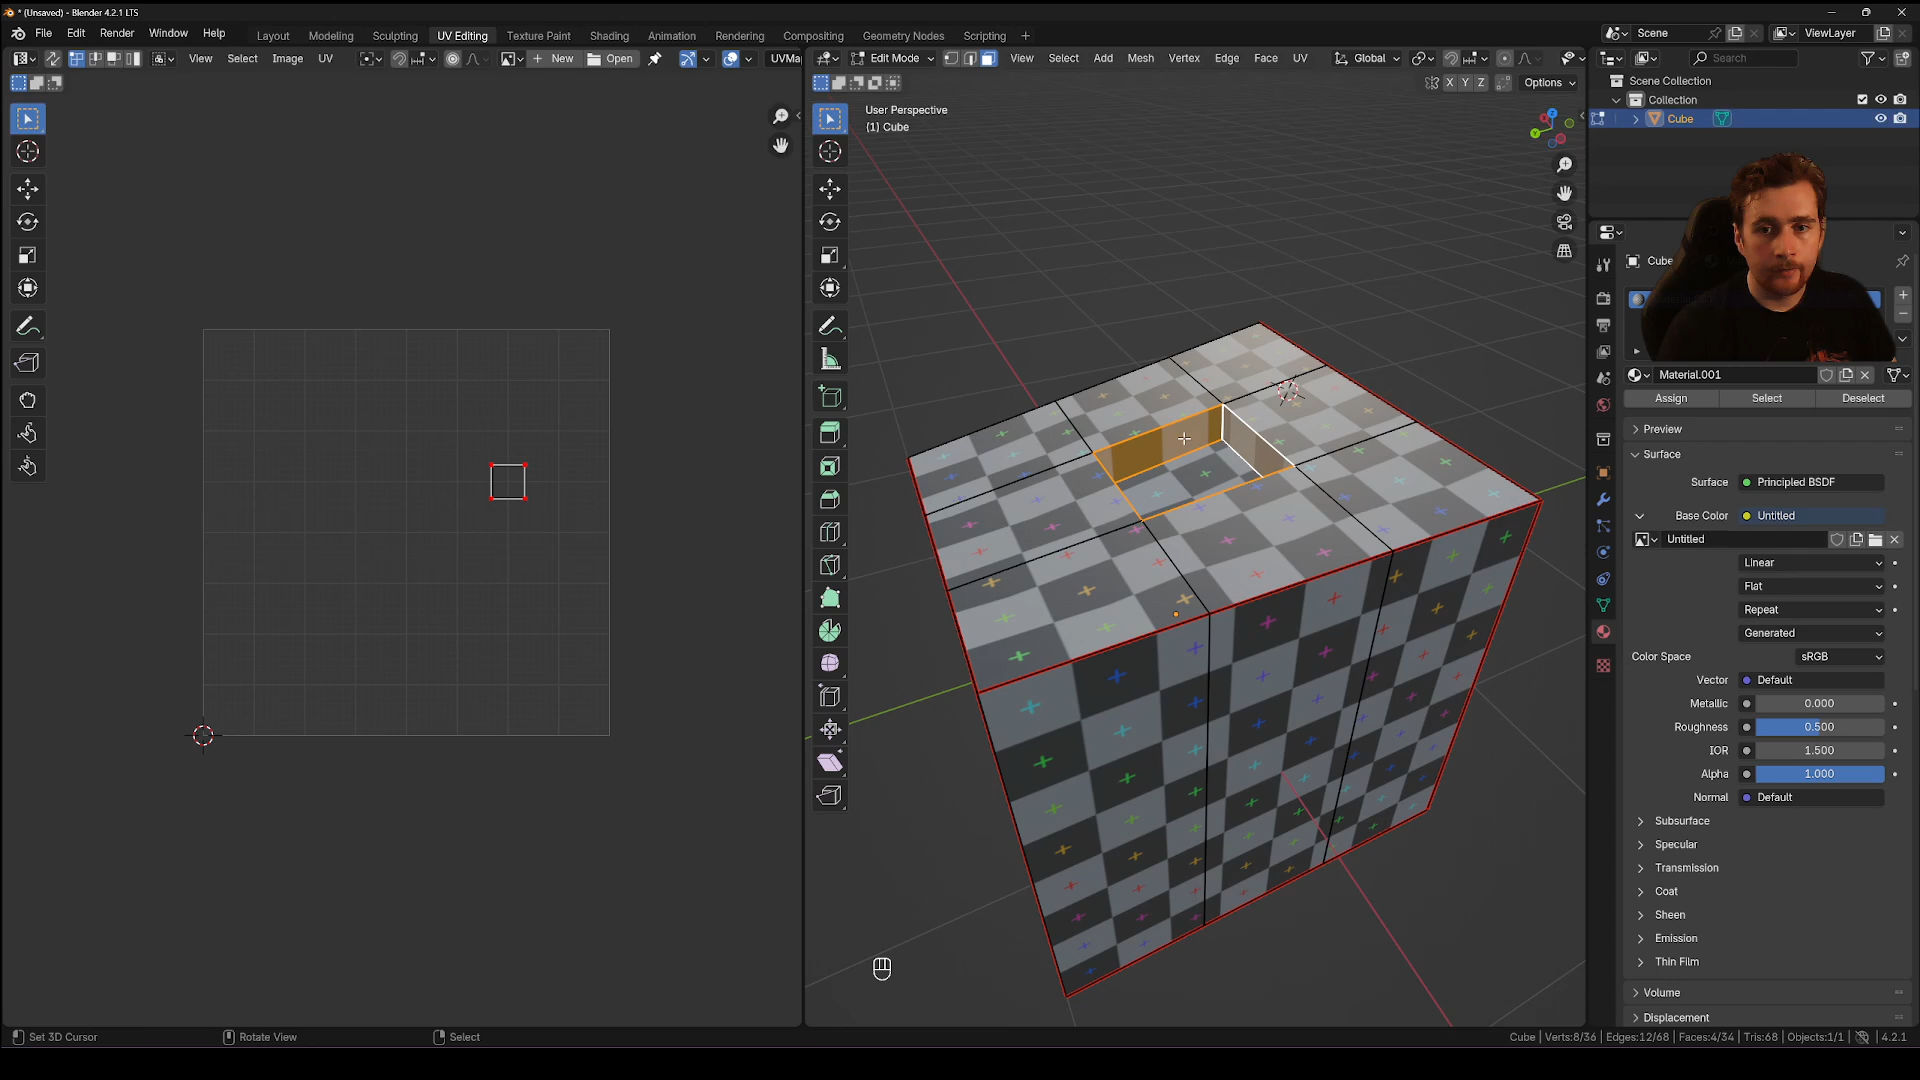 * (Unsaved) - Blender 4.2.1 LTS
File Edit Render Window Help
Layout Modeling Sculpting UV Editing Texture Paint Shading Animation Rendering Compositing Geometry Nodes Scripting +
Scene
ViewLayer
View Select Image UV
+ New Open
UVMa
Edit Mode
View Select Add Mesh Vertex Edge Face UV
Global
Search
X Y Z
Options
User Perspective
(1) Cube
Scene Collection
Collection
Cube
Cube
Material.001
Assign Select Deselect
Preview
Surface
Surface Principled BSDF
Base Color Untitled
Untitled
Linear
Flat
Repeat
Generated
Color Space sRGB
Vector Default
Metallic 0.000
Roughness 0.500
IOR 1.500
Alpha 1.000
Normal Default
Subsurface
Specular
Transmission
Coat
Sheen
Emission
Thin Film
Volume
Displacement
Set 3D Cursor Rotate View Select
Cube | Verts:8/36 | Edges:12/68 | Faces:4/34 | Tris:68 | Objects:1/1 | 4.2.1